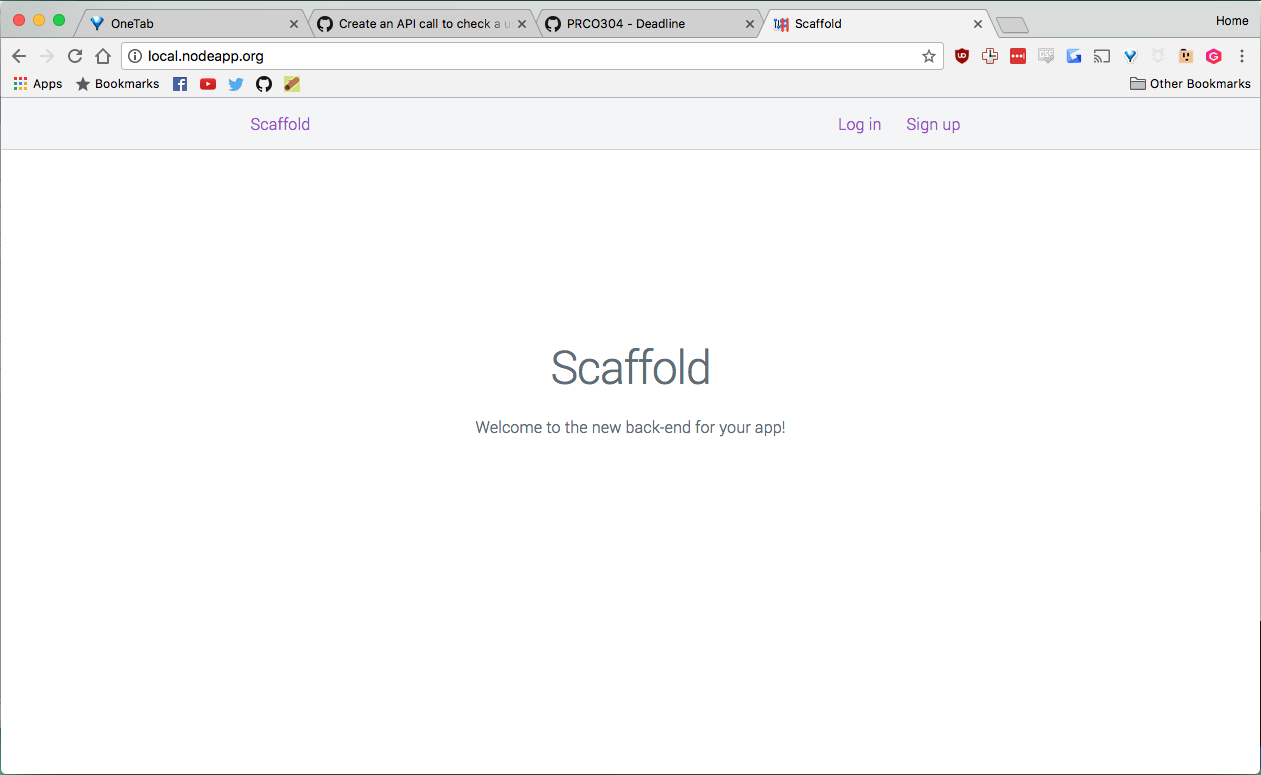 OneTab
Create an API call to check a u
PRCO304 - Deadline
Scaffold
Home
local.nodeapp.org
Apps
Bookmarks
Other Bookmarks
Scaffold
Log in
Sign up
Scaffold
Welcome to the new back-end for your app!